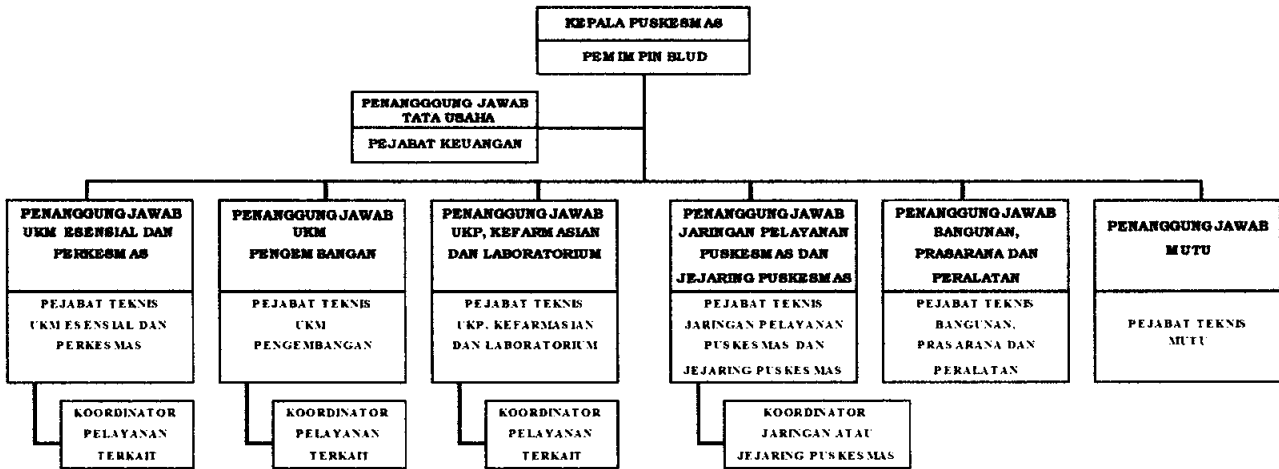 KEPALA PUSKESMAS
PEMIMPIN BLUD
PENANGGGUNG JAWAB
TATA USAHA
PEJABAT KEUANGAN
PENANGGUNG JAWAB
UKM ESENSIAL DAN
PERKESMAS
PEJABAT TEKNIS
UKM ESENSIAL DAN
PERKESMAS
KOORDINATOR
PELAYANAN
TERKAIT
PENANGGUNG JAWAB
UKM
PENGEMBANGAN
PEJABAT TEKNIS
UKM
PENGEMBANGAN
KOORDINATOR
PELAYANAN
TERKAIT
PENANGGUNG JAWAB
UKP, KEFARMASIAN
DAN LABORATORIUM
PEJABAT TEKNIS
UKP, KEFARMASIAN
DAN LABORATORIUM
KOORDINATOR
PELAYANAN
TERKAIT
PENANGGUNG JAWAB
JARINGAN PELAYANAN
PUSKESMAS DAN
JEJARING PUSKESMAS
PEJABAT TEKNIS
JARINGAN PELAYANAN
PUSKESMAS DAN
JEJARING PUSKESMAS
KOORDINATOR
JARINGAN ATAU
JEJARING PUSKESMAS
PENANGGUNG JAWAB
BANGUNAN,
PRASARANA DAN
PERALATAN
PEJABAT TEKNIS
BANGUNAN,
PRASARANA DAN
PERALATAN
PENANGGUNG JAWAB
MUTU
PEJABAT TEKNIS
MUTU